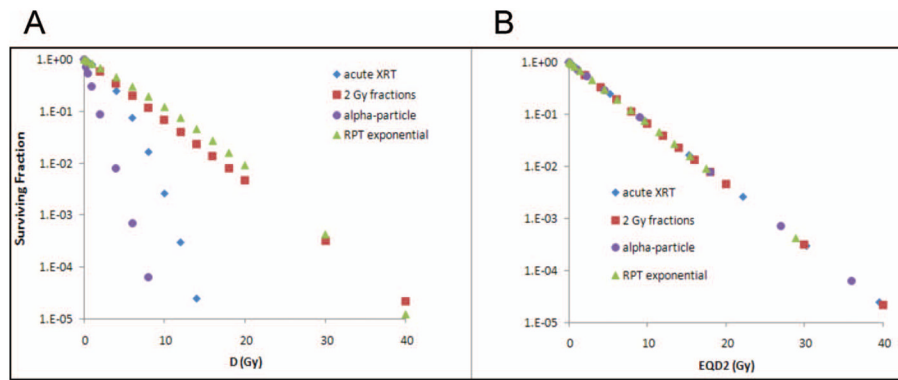 A
1.E+00
1.E-01
1.E-02
1.E-03
1.E-04
1.E-05
Surviving Fraction
0 10 20 30 40
D (Gy)
acute XRT
2 Gy fractions
alpha-particle
RPT exponential
B
1.E+00
1.E-01
1.E-02
1.E-03
1.E-04
1.E-05
0 10 20 30 40
EQD2 (Gy)
acute XRT
2 Gy fractions
alpha-particle
RPT exponential